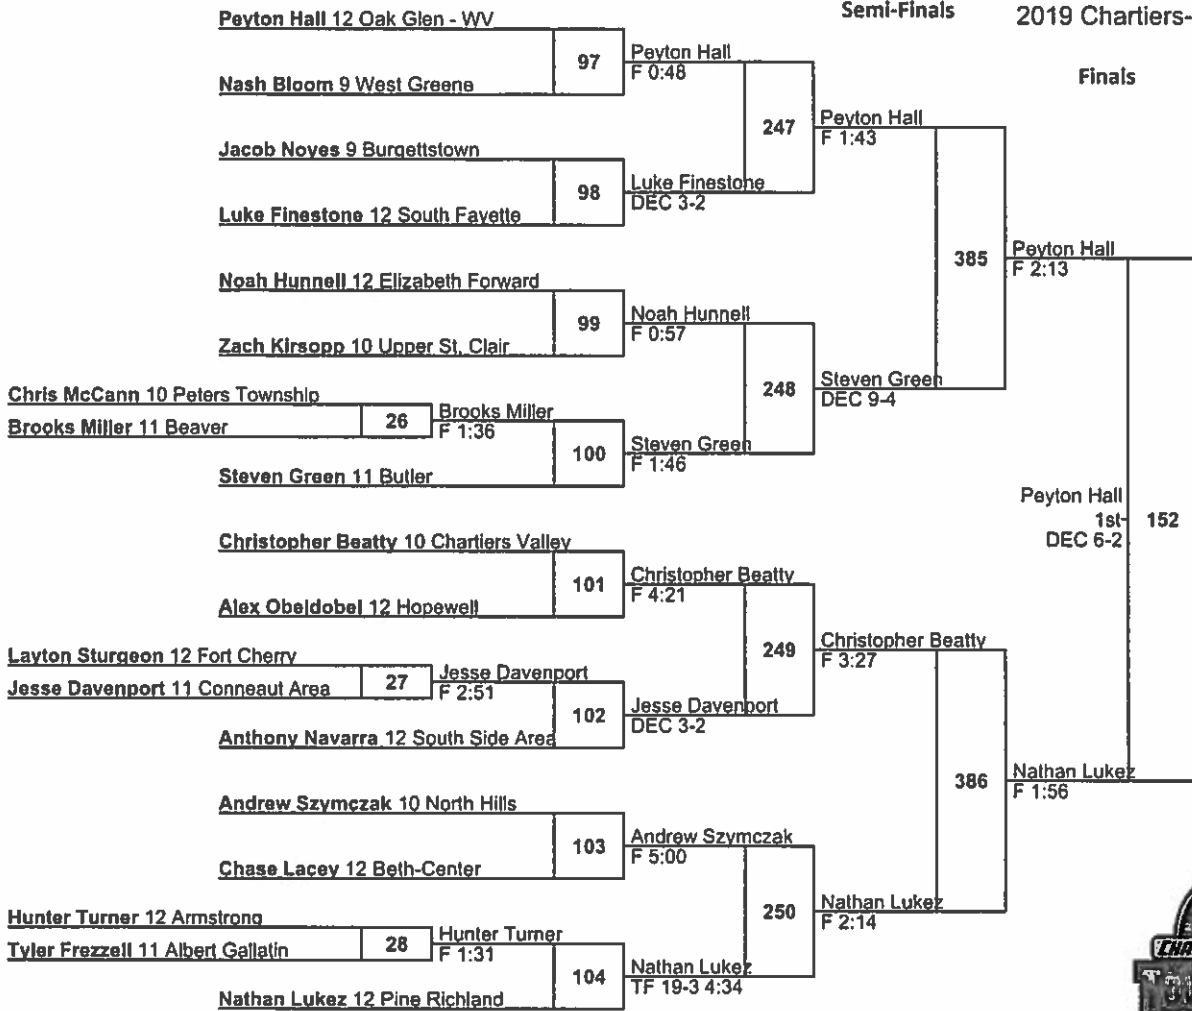 Semi-Finals
2019 Chartiers-
Finals
Peyton Hall 12 Oak Glen - WV
97
Peyton Hall
F 0:48
Nash Bloom 9 West Greene
247
Peyton Hall
F 1:43
Jacob Noyes 9 Burgettstown
98
Luke Finestone
DEC 3-2
Luke Finestone 12 South Fayette
385
Peyton Hall
F 2:13
Noah Hunnell 12 Elizabeth Forward
99
Noah Hunnell
F 0:57
Zach Kirsopp 10 Upper St. Clair
248
Steven Green
DEC 9-4
Chris McCann 10 Peters Township
26
Brooks Miller
F 1:36
Brooks Miller 11 Beaver
100
Steven Green
F 1:46
Steven Green 11 Butler
Peyton Hall
1st
DEC 6-2
152
Christopher Beatty 10 Chartiers Valley
101
Christopher Beatty
F 4:21
Alex Obeldobel 12 Hopewell
249
Christopher Beatty
F 3:27
Layton Sturgeon 12 Fort Cherry
27
Jesse Davenport
F 2:51
Jesse Davenport 11 Conneaut Area
102
Jesse Davenport
DEC 3-2
Anthony Navarra 12 South Side Area
386
Nathan Lukez
F 1:56
Andrew Szymczak 10 North Hills
103
Andrew Szymczak
F 5:00
Chase Lacey 12 Beth-Center
250
Nathan Lukez
F 2:14
Hunter Turner 12 Armstrong
28
Hunter Turner
F 1:31
Tyler Frezzell 11 Albert Gallatin
104
Nathan Lukez
TF 19-3 4:34
Nathan Lukez 12 Pine Richland